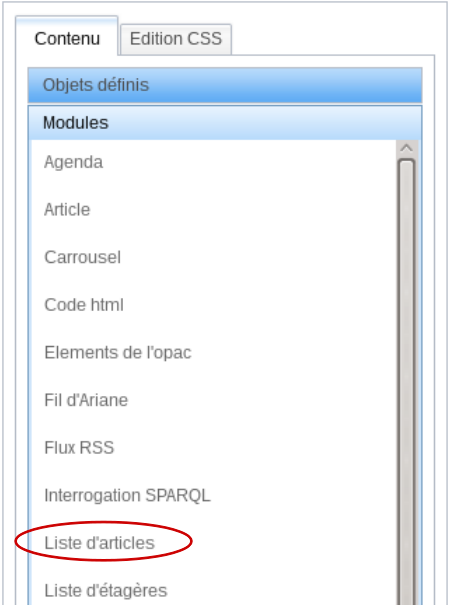 Contenu Edition CSS
Objets définis
Modules
Agenda
Article
Carrousel
Code html
Elements de l'opac
Fil d'Ariane
Flux RSS
Interrogation SPARQL
Liste d'articles
Liste d'étagères